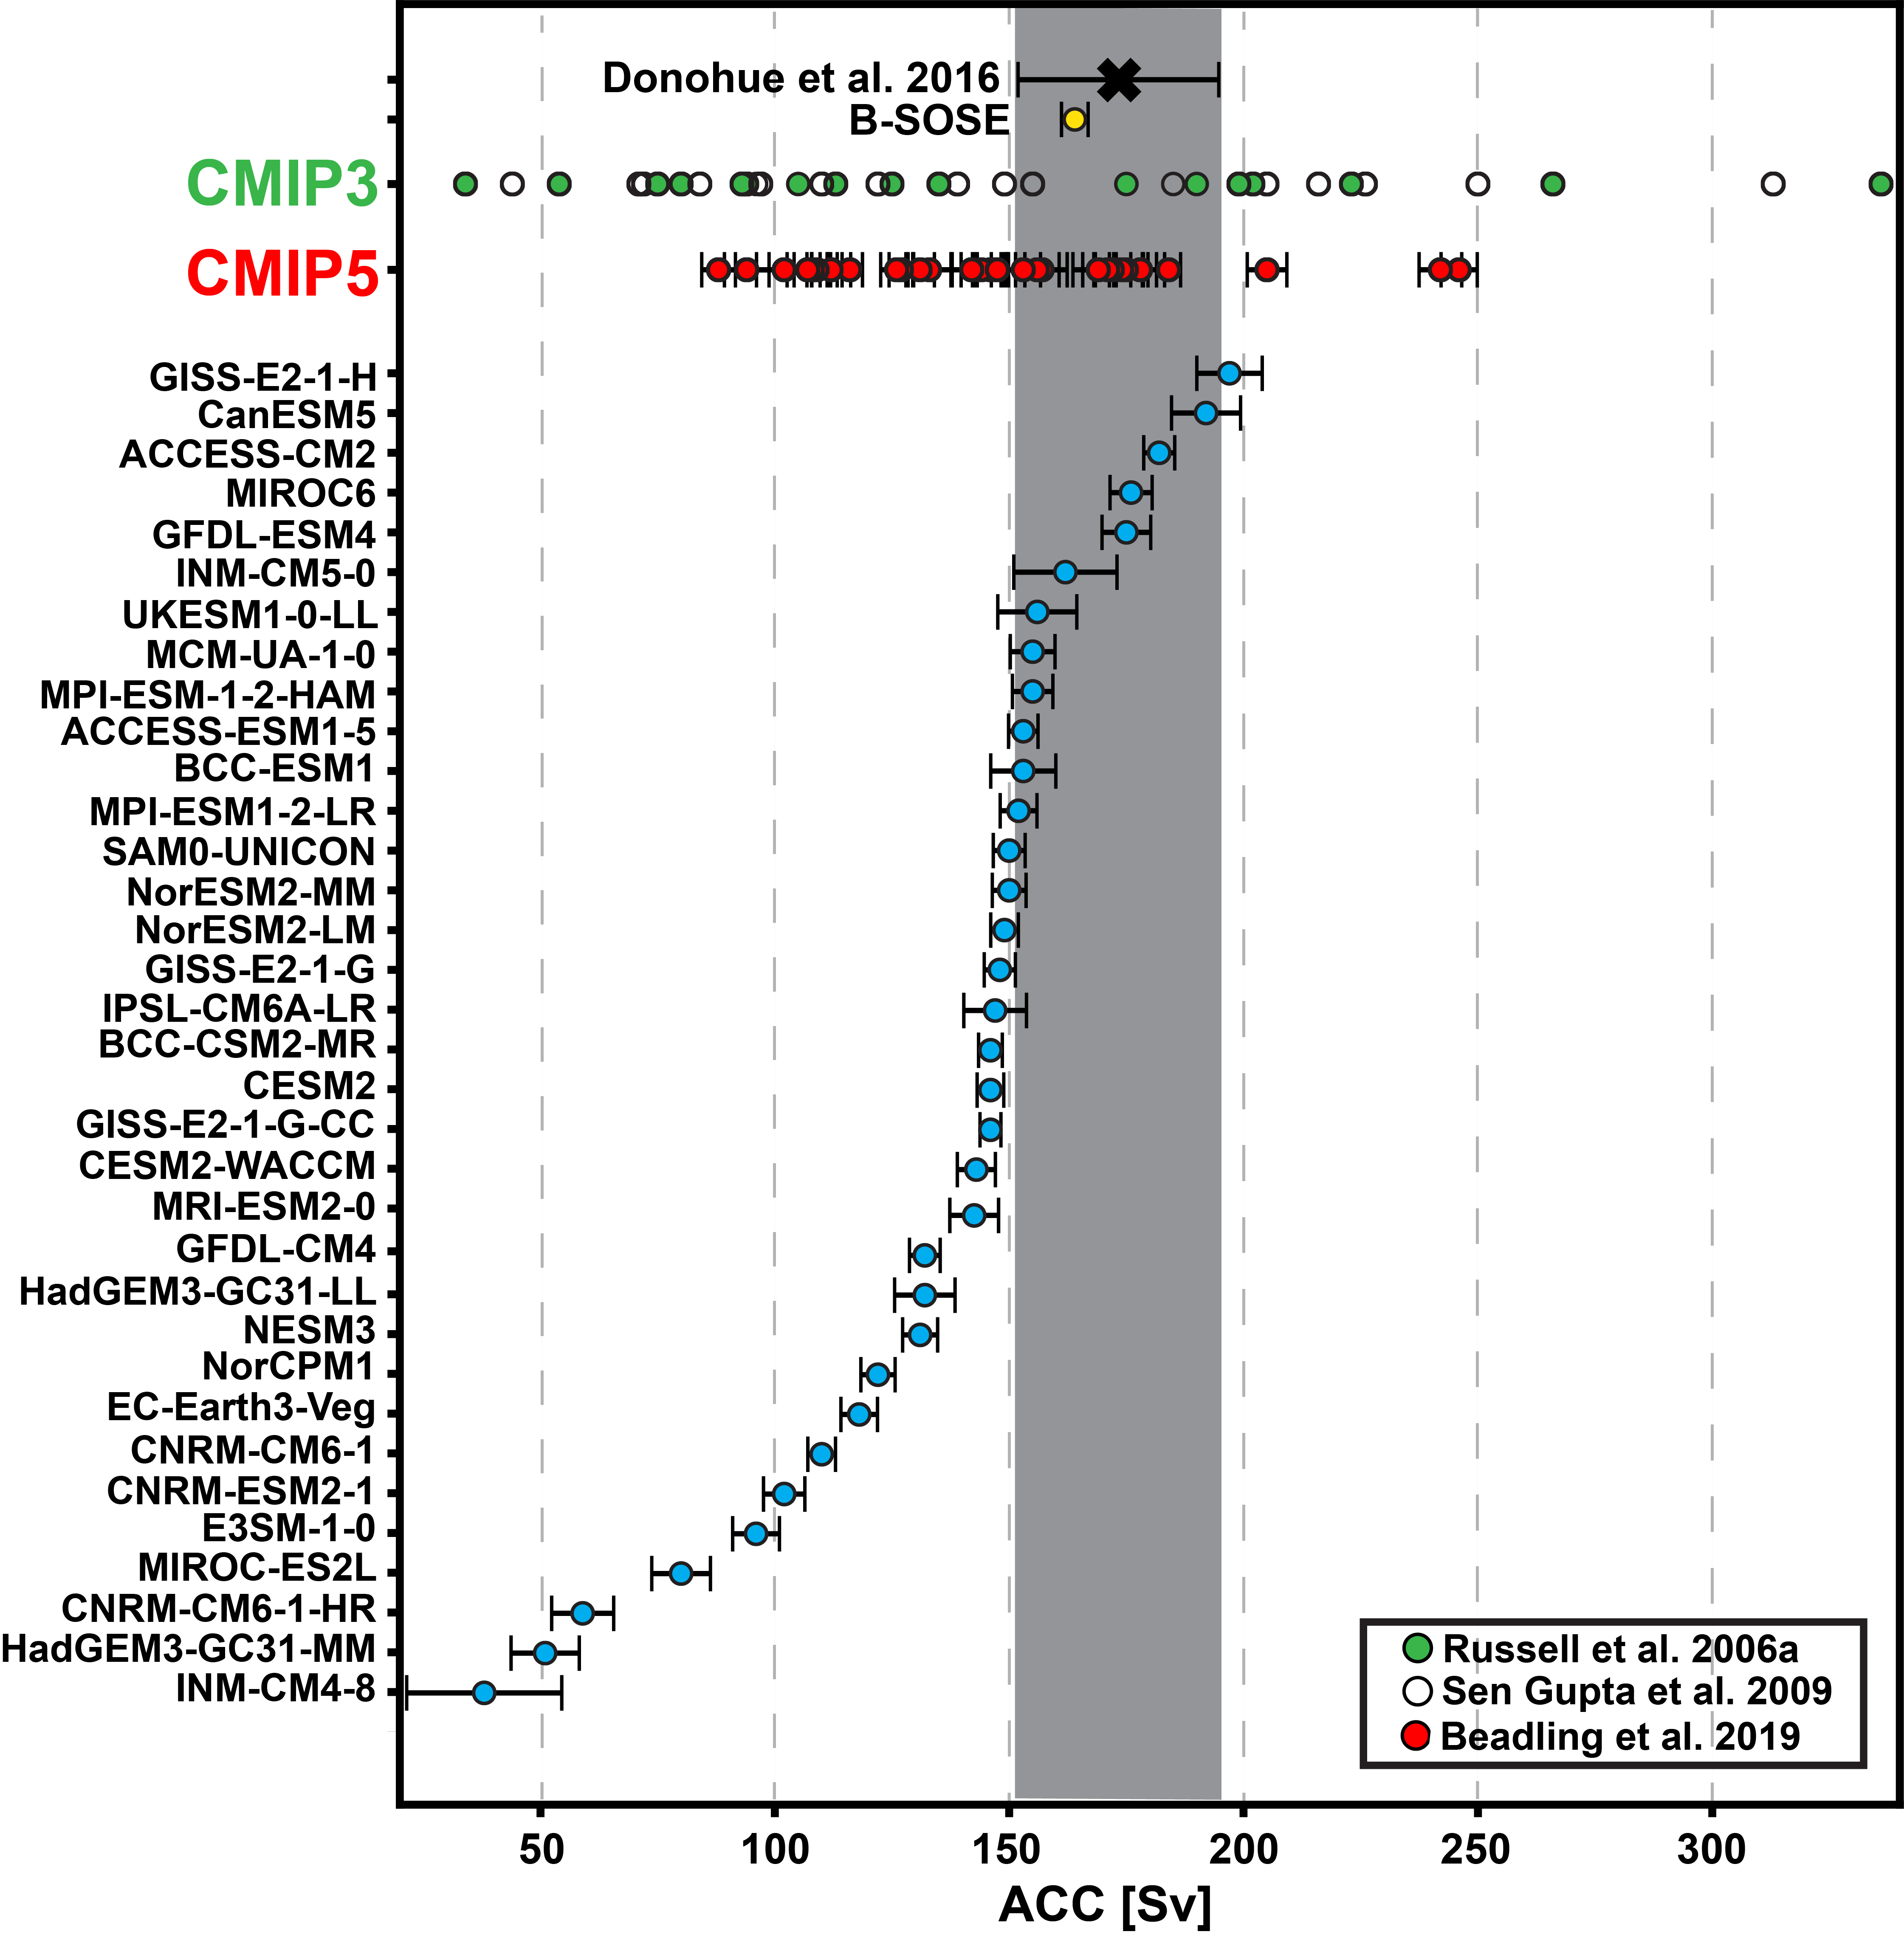 Donohue et al. 2016
B-SOSE
CMIP3
CMIP5
GISS-E2-1-H
CanESM5
ACCESS-CM2
MIROC6
GFDL-ESM4
INM-CM5-0
UKESM1-0-LL
MCM-UA-1-0
MPI-ESM-1-2-HAM
ACCESS-ESM1-5
BCC-ESM1
MPI-ESM1-2-LR
SAM0-UNICON
NorESM2-MM
NorESM2-LM
GISS-E2-1-G
IPSL-CM6A-LR
BCC-CSM2-MR
CESM2
GISS-E2-1-G-CC
CESM2-WACCM
MRI-ESM2-0
GFDL-CM4
HadGEM3-GC31-LL
NESM3
NorCPM1
EC-Earth3-Veg
CNRM-CM6-1
CNRM-ESM2-1
E3SM-1-0
MIROC-ES2L
CNRM-CM6-1-HR
HadGEM3-GC31-MM
INM-CM4-8
Russell et al. 2006a
Sen Gupta et al. 2009
Beadling et al. 2019
50 100 150 200 250 300
ACC [Sv]